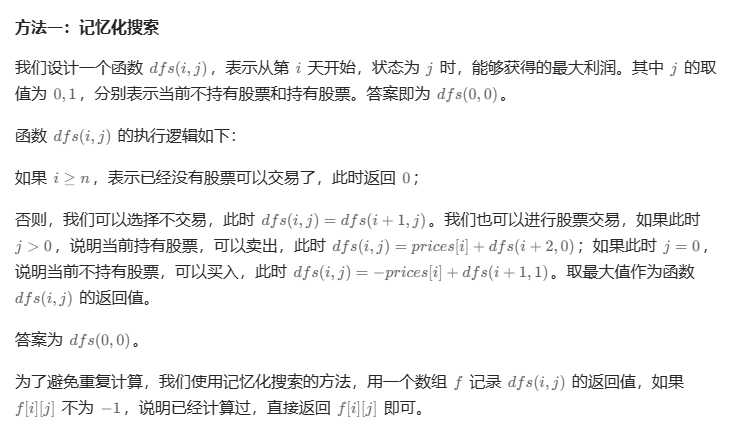 方法一：记忆化搜索
我们设计一个函数 dfs(i, j)，表示从第 i 天开始，状态为 j 时，能够获得的最大利润。其中 j 的取
值为 0, 1，分别表示当前不持有股票和持有股票。答案即为 dfs(0, 0)。
函数 dfs(i, j) 的执行逻辑如下：
如果 i ≥ n，表示已经没有股票可以交易了，此时返回 0；
否则，我们可以选择不交易，此时 dfs(i, j) = dfs(i + 1, j)。我们也可以进行股票交易，如果此时
j > 0，说明当前持有股票，可以卖出，此时 dfs(i, j) = prices[i] + dfs(i + 2, 0)；如果此时 j = 0，
说明当前不持有股票，可以买入，此时 dfs(i, j) = −prices[i] + dfs(i + 1, 1)。取最大值作为函数
dfs(i, j) 的返回值。
答案为 dfs(0, 0)。
为了避免重复计算，我们使用记忆化搜索的方法，用一个数组 f 记录 dfs(i, j) 的返回值，如果
f[i][j] 不为 −1，说明已经计算过，直接返回 f[i][j] 即可。